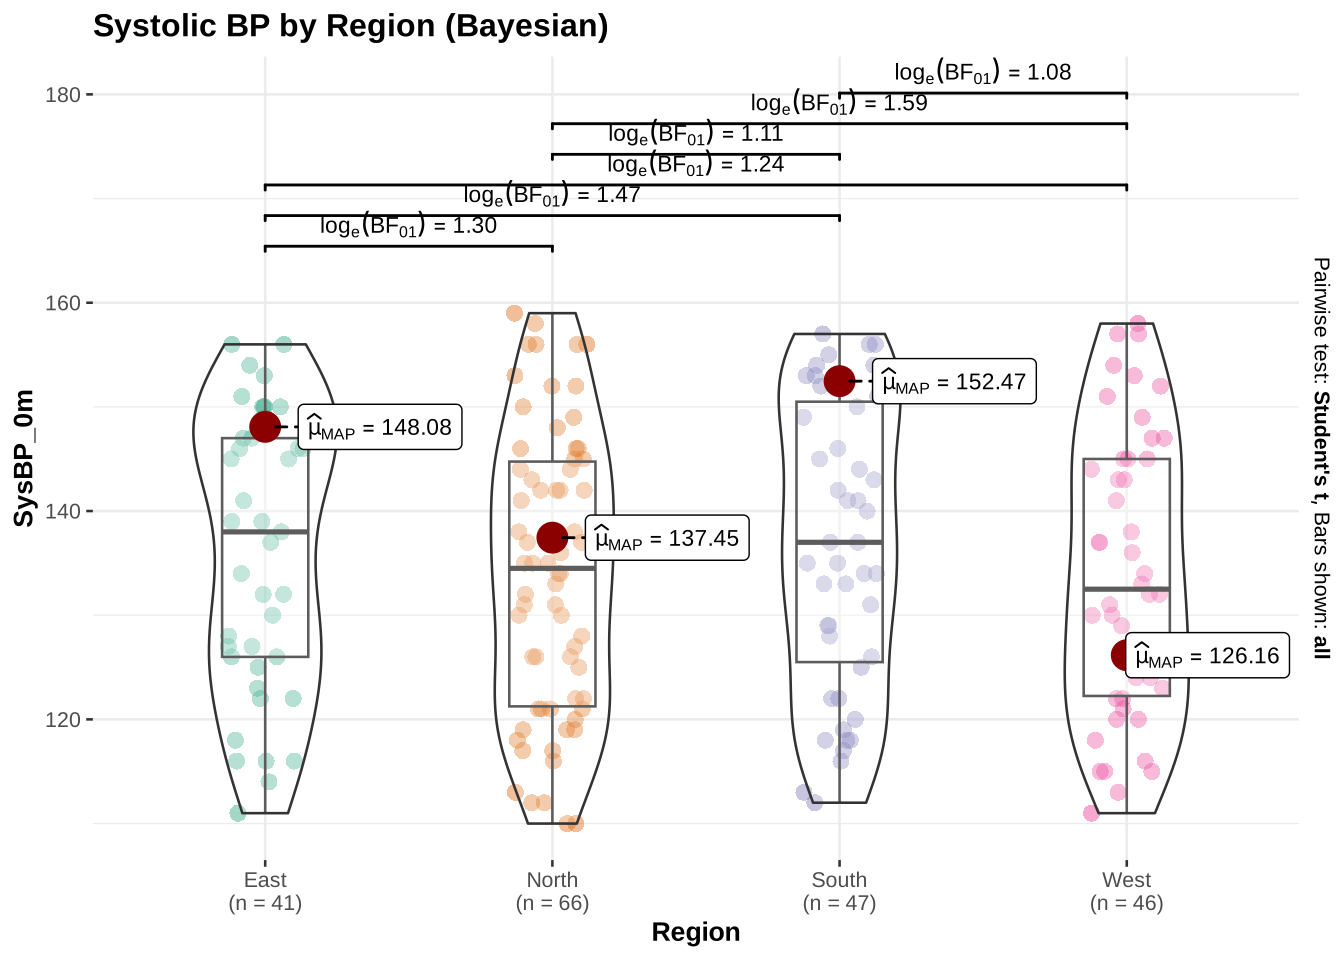 Systolic BP by Region (Bayesian)
logₑ(BF₀₁) = 1.08
logₑ(BF₀₁) = 1.59
logₑ(BF₀₁) = 1.11
logₑ(BF₀₁) = 1.24
logₑ(BF₀₁) = 1.47
logₑ(BF₀₁) = 1.30
180
160
140
120
SysBP_0m
μ̂MAP = 148.08
μ̂MAP = 137.45
μ̂MAP = 152.47
μ̂MAP = 126.16
Pairwise test: Student's t, Bars shown: all
East North South West
(n = 41) (n = 66) (n = 47) (n = 46)
Region